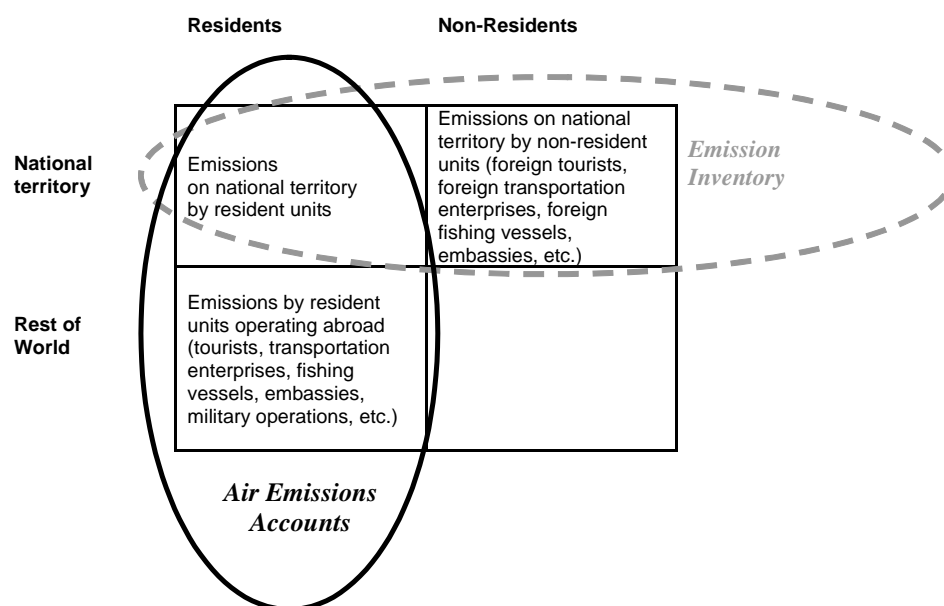 Residents
Non-Residents
National
territory
Emissions
on national territory
by resident units
Emissions on national
territory by non-resident
units (foreign tourists,
foreign transportation
enterprises, foreign
fishing vessels,
embassies, etc.)
Emission
Inventory
Rest of
World
Emissions by resident
units operating abroad
(tourists, transportation
enterprises, fishing
vessels, embassies,
military operations, etc.)
Air Emissions
Accounts